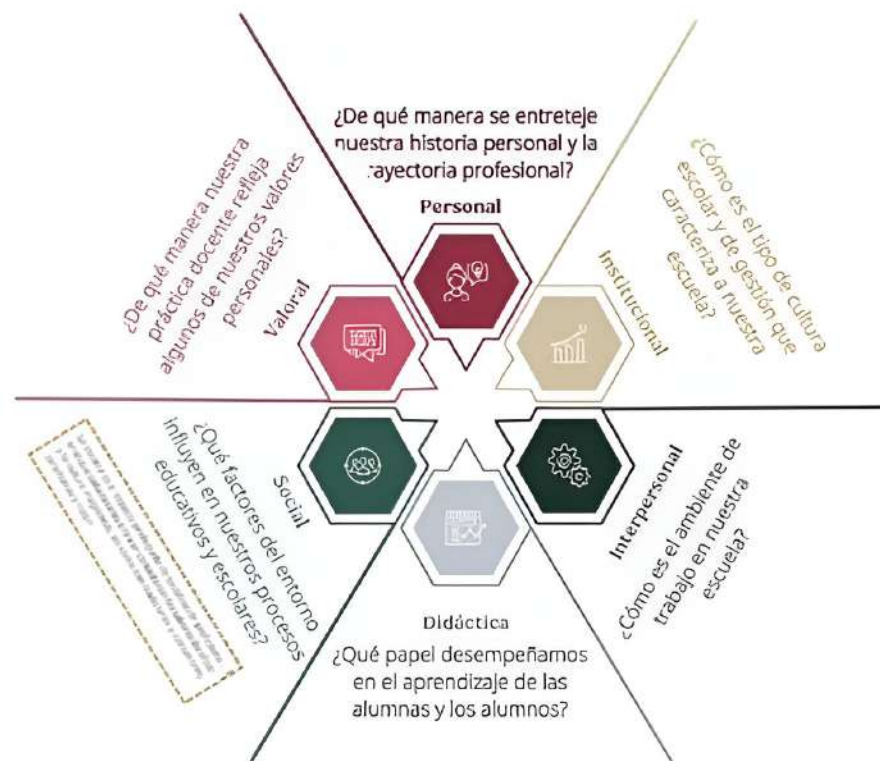 ¿De qué manera se entreteje
nuestra historia personal y la
trayectoria profesional?
Personal
¿Cómo es el tipo de cultura
escolar y de gestión que
caracteriza a nuestra
escuela?
Institucional
Interpersonal
¿Cómo es el ambiente de
trabajo en nuestra
escuela?
Didáctica
¿Qué papel desempeñamos
en el aprendizaje de las
alumnas y los alumnos?
Social
¿Qué factores del entorno
influyen en nuestros procesos
educativos y escolares?
¿De qué manera nuestra
práctica docente refleja
algunos de nuestros valores
personales?
Valoral